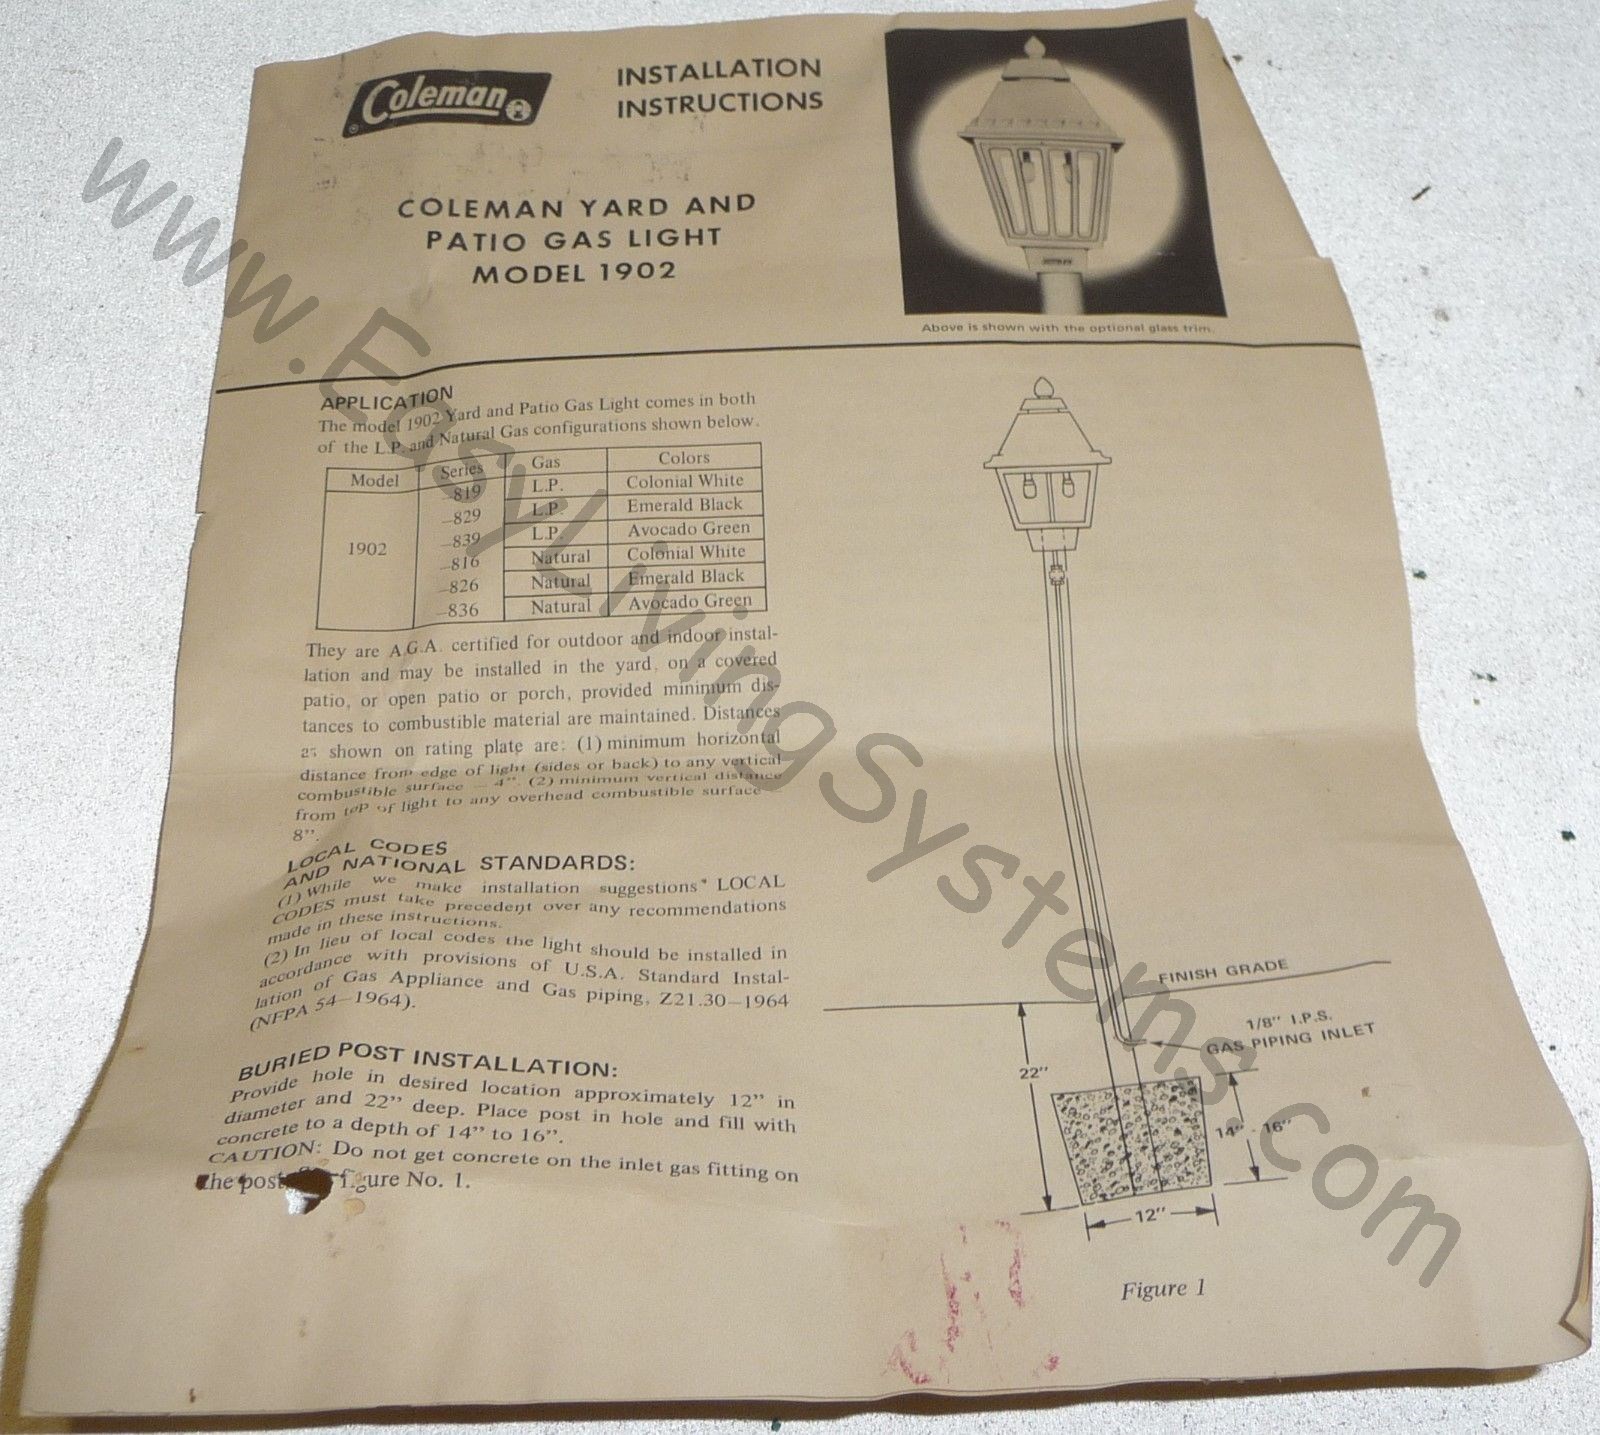 Coleman
INSTALLATION
INSTRUCTIONS
COLEMAN YARD AND
PATIO GAS LIGHT
MODEL 1902
Above is shown with the optional glass trim.
APPLICATION
The model 1902 Yard and Patio Gas Light comes in both
of the L.P. and Natural Gas configurations shown below.
Model Series Gas Colors
1902
–819 L.P. Colonial White
–829 L.P. Emerald Black
–839 L.P. Avocado Green
–816 Natural Colonial White
–826 Natural Emerald Black
–836 Natural Avocado Green
They are A.G.A. certified for outdoor and indoor instal-
lation and may be installed in the yard, on a covered
patio, or open patio or porch, provided minimum dis-
tances to combustible material are maintained. Distances
as shown on rating plate are: (1) minimum horizontal
distance from edge of light (sides or back) to any vertical
combustible surface — 4”. (2) minimum vertical distance
from top of light to any overhead combustible surface
8”.
LOCAL CODES
AND NATIONAL STANDARDS:
(1) While we make installation suggestions LOCAL
CODES must take precedent over any recommendations
made in these instructions.
(2) In lieu of local codes the light should be installed in
accordance with provisions of U.S.A. Standard Instal-
lation of Gas Appliance and Gas piping, Z21.30–1964
(NFPA 54–1964).
BURIED POST INSTALLATION:
Provide hole in desired location approximately 12” in
diameter and 22” deep. Place post in hole and fill with
concrete to a depth of 14” to 16”.
CAUTION: Do not get concrete on the inlet gas fitting on
the post. figure No. 1.
FINISH GRADE
1/8” I.P.S.
GAS PIPING INLET
22”
14” - 16”
12”
Figure 1
www.EasyLivingSystems.com